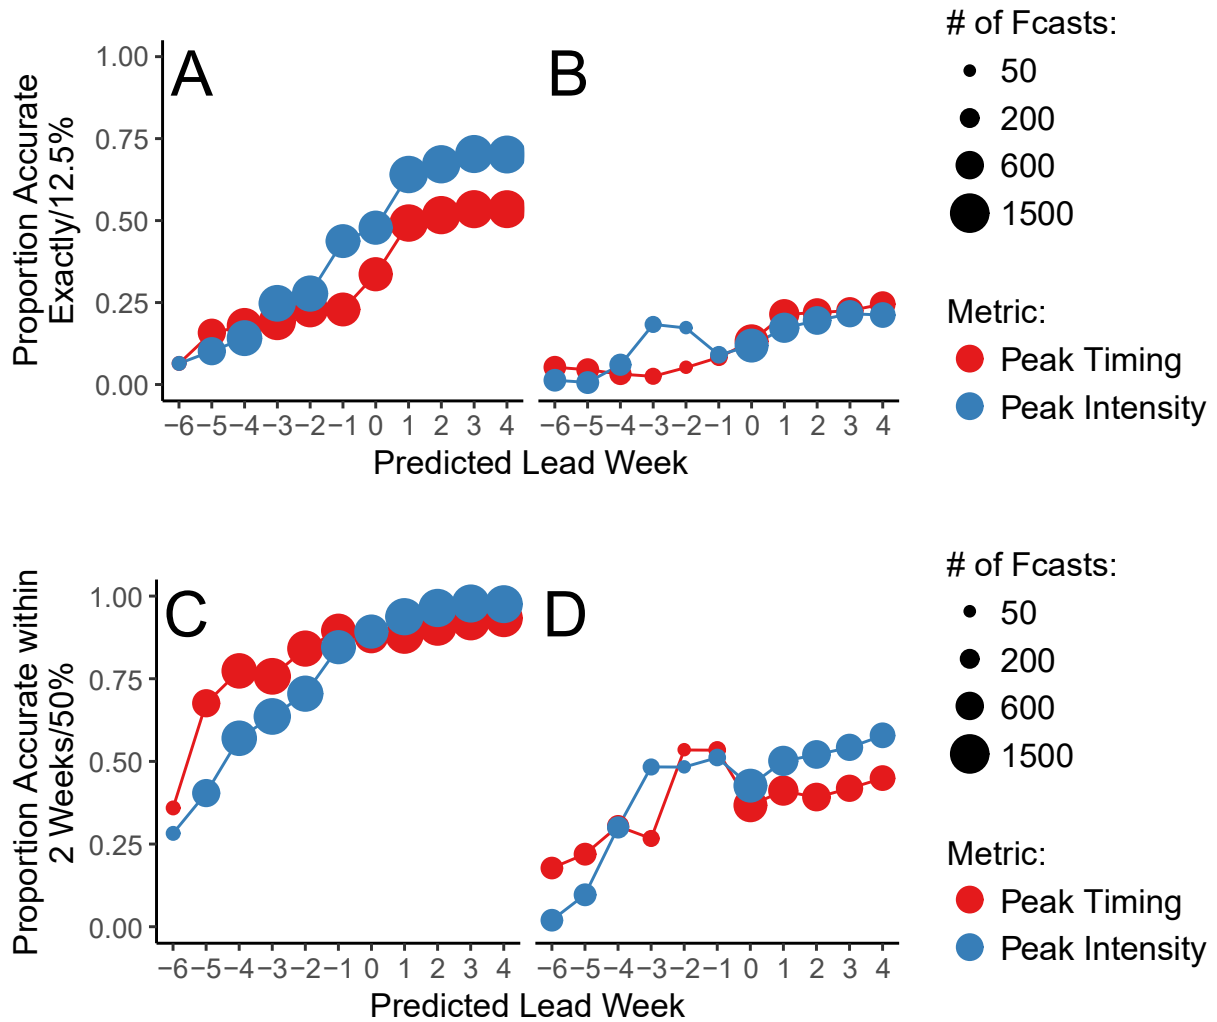 A
B
Proportion Accurate
Exactly/12.5%
1.00
0.75
0.50
0.25
0.00
−6 −5 −4 −3 −2 −1 0 1 2 3 4
−6 −5 −4 −3 −2 −1 0 1 2 3 4
Predicted Lead Week
# of Fcasts:
50
200
600
1500
Metric:
Peak Timing
Peak Intensity
C
D
Proportion Accurate within
2 Weeks/50%
1.00
0.75
0.50
0.25
0.00
−6 −5 −4 −3 −2 −1 0 1 2 3 4
−6 −5 −4 −3 −2 −1 0 1 2 3 4
Predicted Lead Week
# of Fcasts:
50
200
600
1500
Metric:
Peak Timing
Peak Intensity